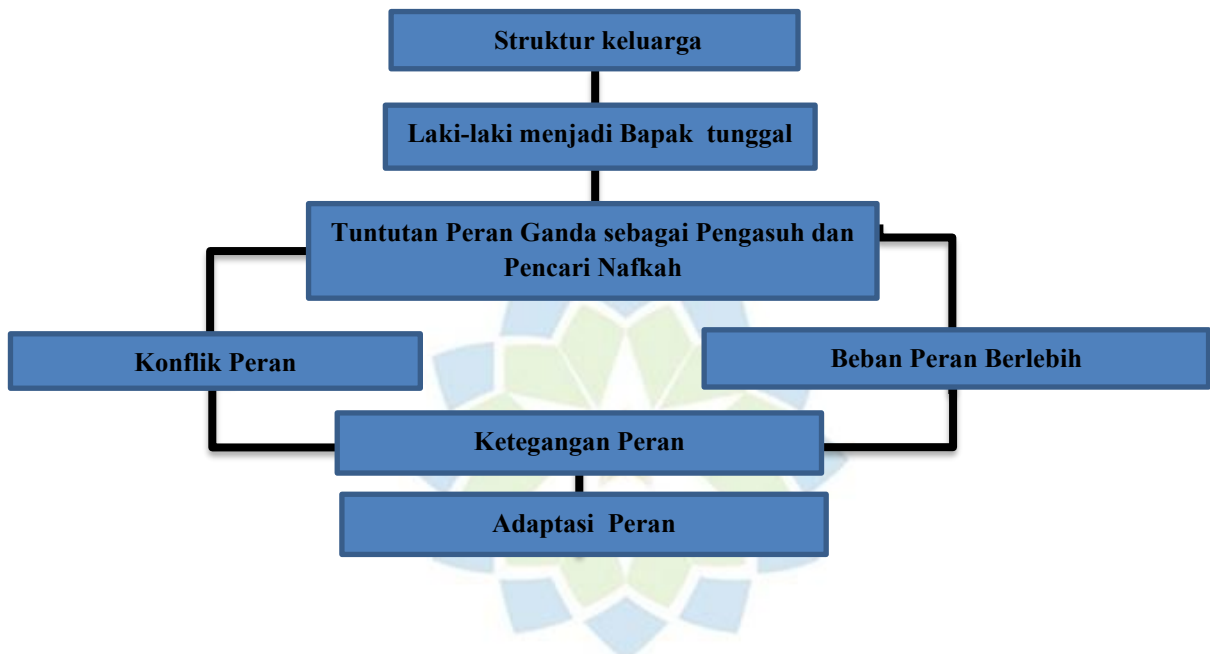 Struktur keluarga
Laki-laki menjadi Bapak tunggal
Tuntutan Peran Ganda sebagai Pengasuh dan
Pencari Nafkah
Konflik Peran
Beban Peran Berlebih
Ketegangan Peran
Adaptasi Peran